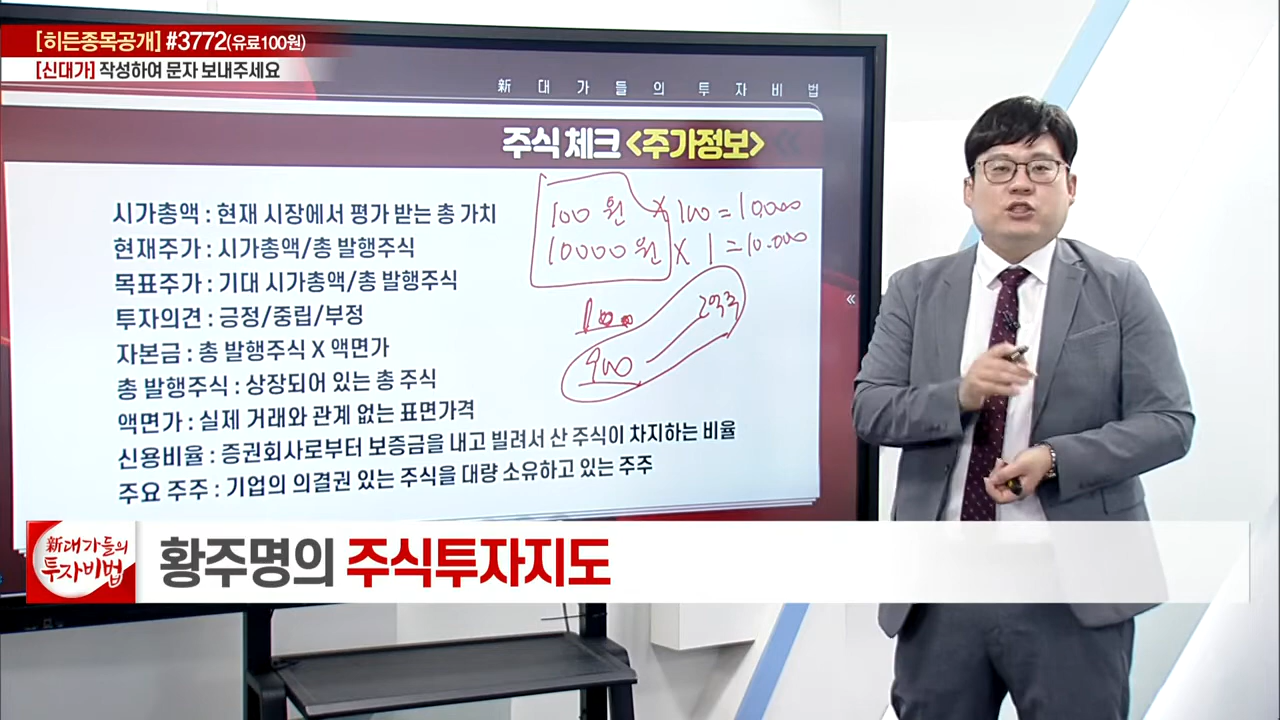 [히든종목공개] #3772(유료100원)
[신대가] 작성하여 문자 보내주세요
新 대 가 들 의 투 자 비 법
주식 체크 <주가정보>
시가총액 : 현재 시장에서 평가 받는 총 가치
현재주가 : 시가총액/총 발행주식
목표주가 : 기대 시가총액/총 발행주식
투자의견 : 긍정/중립/부정
자본금 : 총 발행주식 X 액면가
총 발행주식 : 상장되어 있는 총 주식
액면가 : 실제 거래와 관계 없는 표면가격
신용비율 : 증권회사로부터 보증금을 내고 빌려서 산 주식이 차지하는 비율
주요 주주 : 기업의 의결권 있는 주식을 대량 소유하고 있는 주주
100 원 x 100 = 10000
10000 원 x 1 = 10.000
新대가들의
투자비법
황주명의 주식투자지도